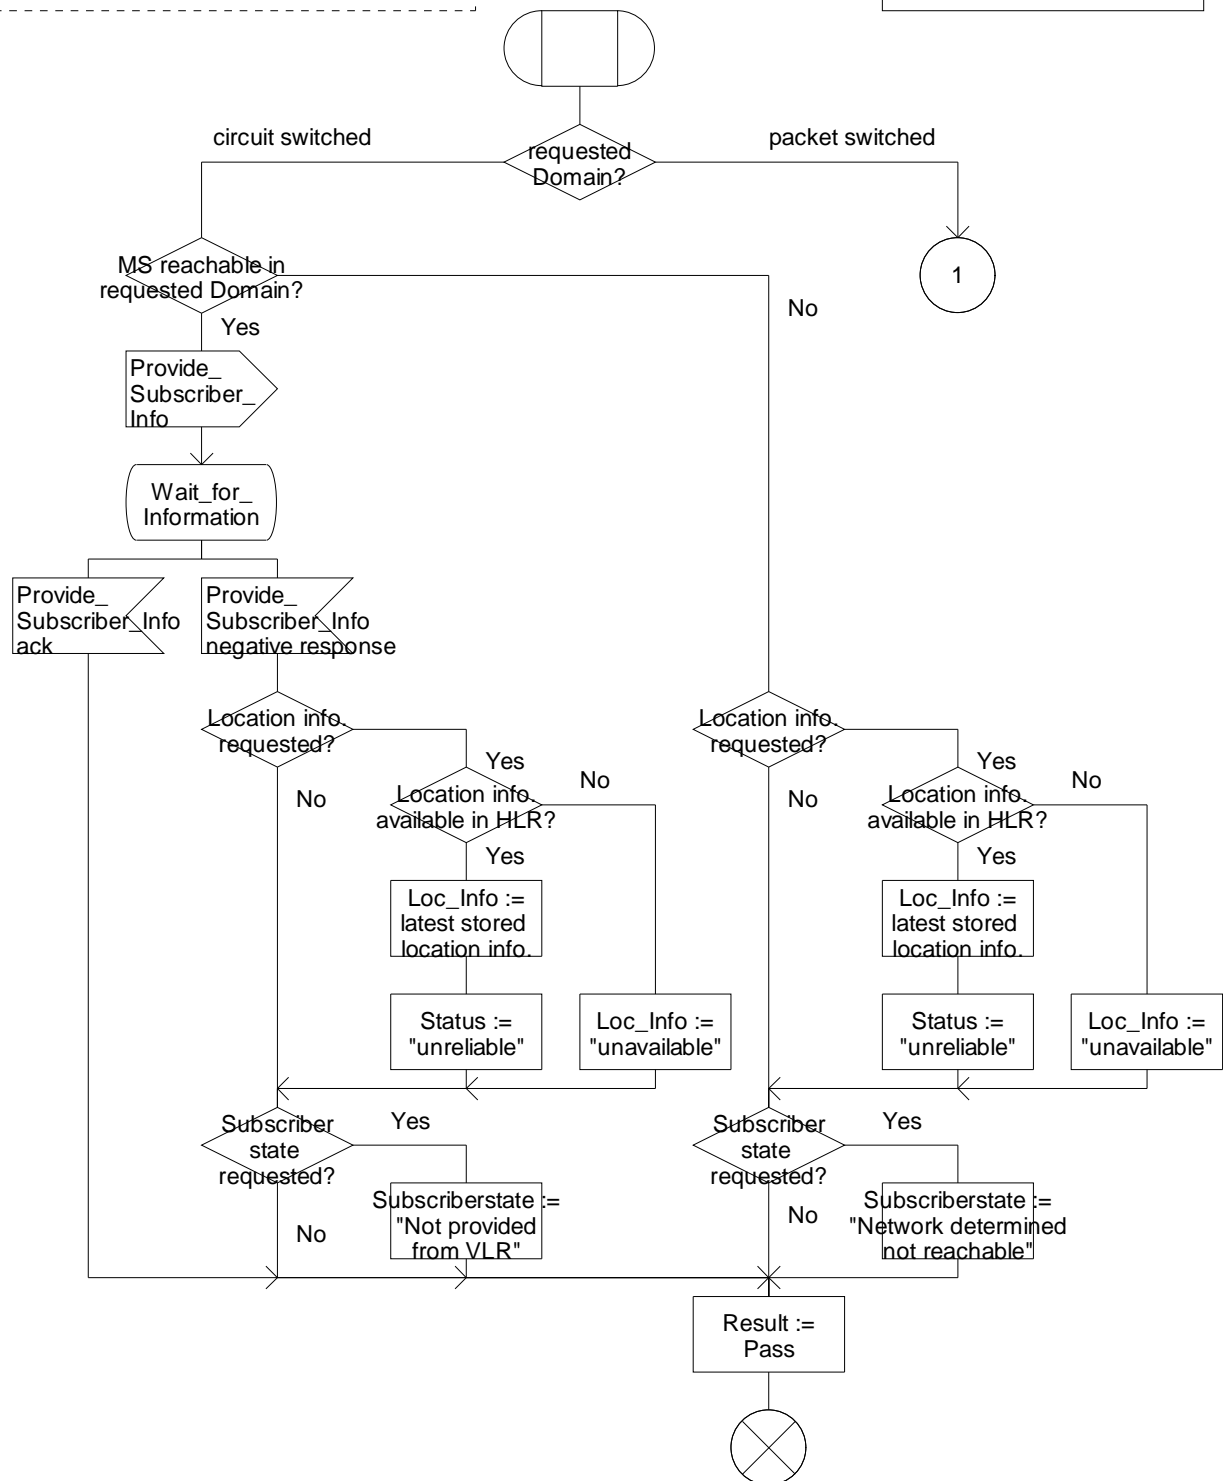 circuit switched
packet switched
requested
Domain?
MS reachable in
requested Domain?
1
No
Yes
Provide_
Subscriber_
Info
Wait_for_
Information
Provide_
Subscriber_Info
ack
Provide_
Subscriber_Info
negative response
Location info.
requested?
Location info.
requested?
Yes
No
Yes
No
No
Location info.
available in HLR?
No
Location info.
available in HLR?
Yes
Yes
Loc_Info :=
latest stored
location info.
Loc_Info :=
latest stored
location info.
Status :=
"unreliable"
Loc_Info :=
"unavailable"
Status :=
"unreliable"
Loc_Info :=
"unavailable"
Subscriber
state
requested?
Yes
Subscriber
state
requested?
Yes
No
Subscriberstate :=
"Not provided
from VLR"
No
Subscriberstate :=
"Network determined
not reachable"
Result :=
Pass